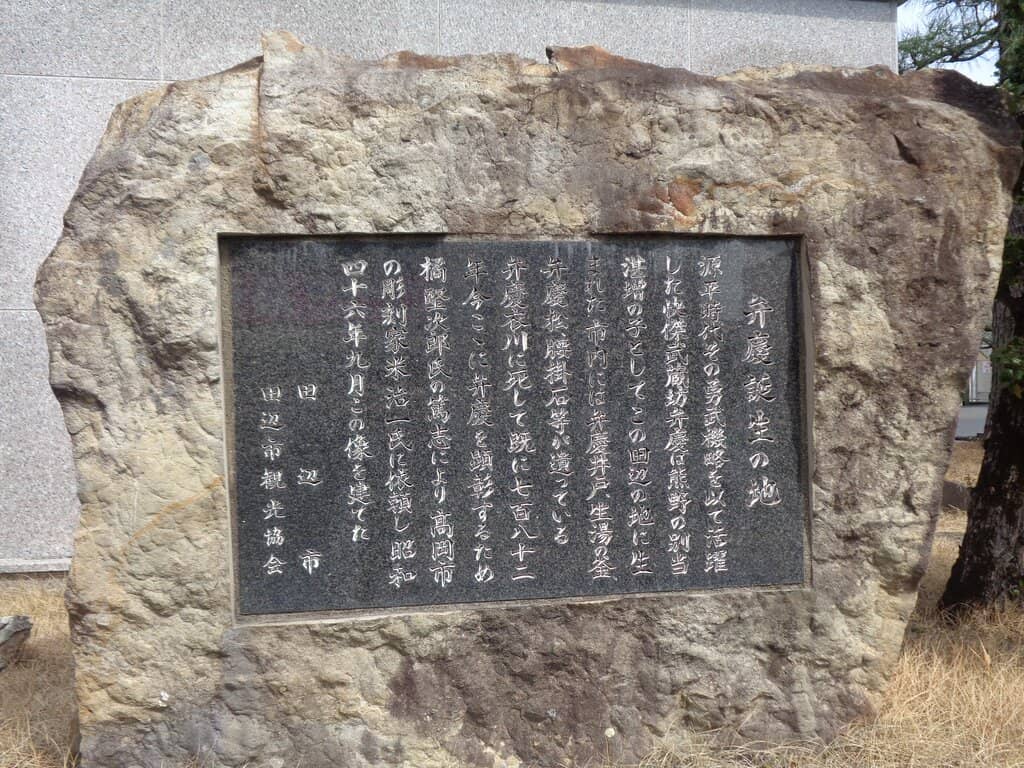 弁慶誕生の地
源平時代その勇武機略を以て活躍
した快傑武蔵坊弁慶は熊野の別当
湛増の子としてこの田辺の地に生
まれた 市内には弁慶井戸、生湯の釜、
弁慶松 腰掛石等が遺っている
弁慶衣川に死して既に七百八十二
年今ここに弁慶を顕彰するため
橘 次郎氏の篤志により 高岡市
の彫刻家米治一氏に依頼し 昭和
四十六年九月この像を建てた
田辺市
田辺市観光協会